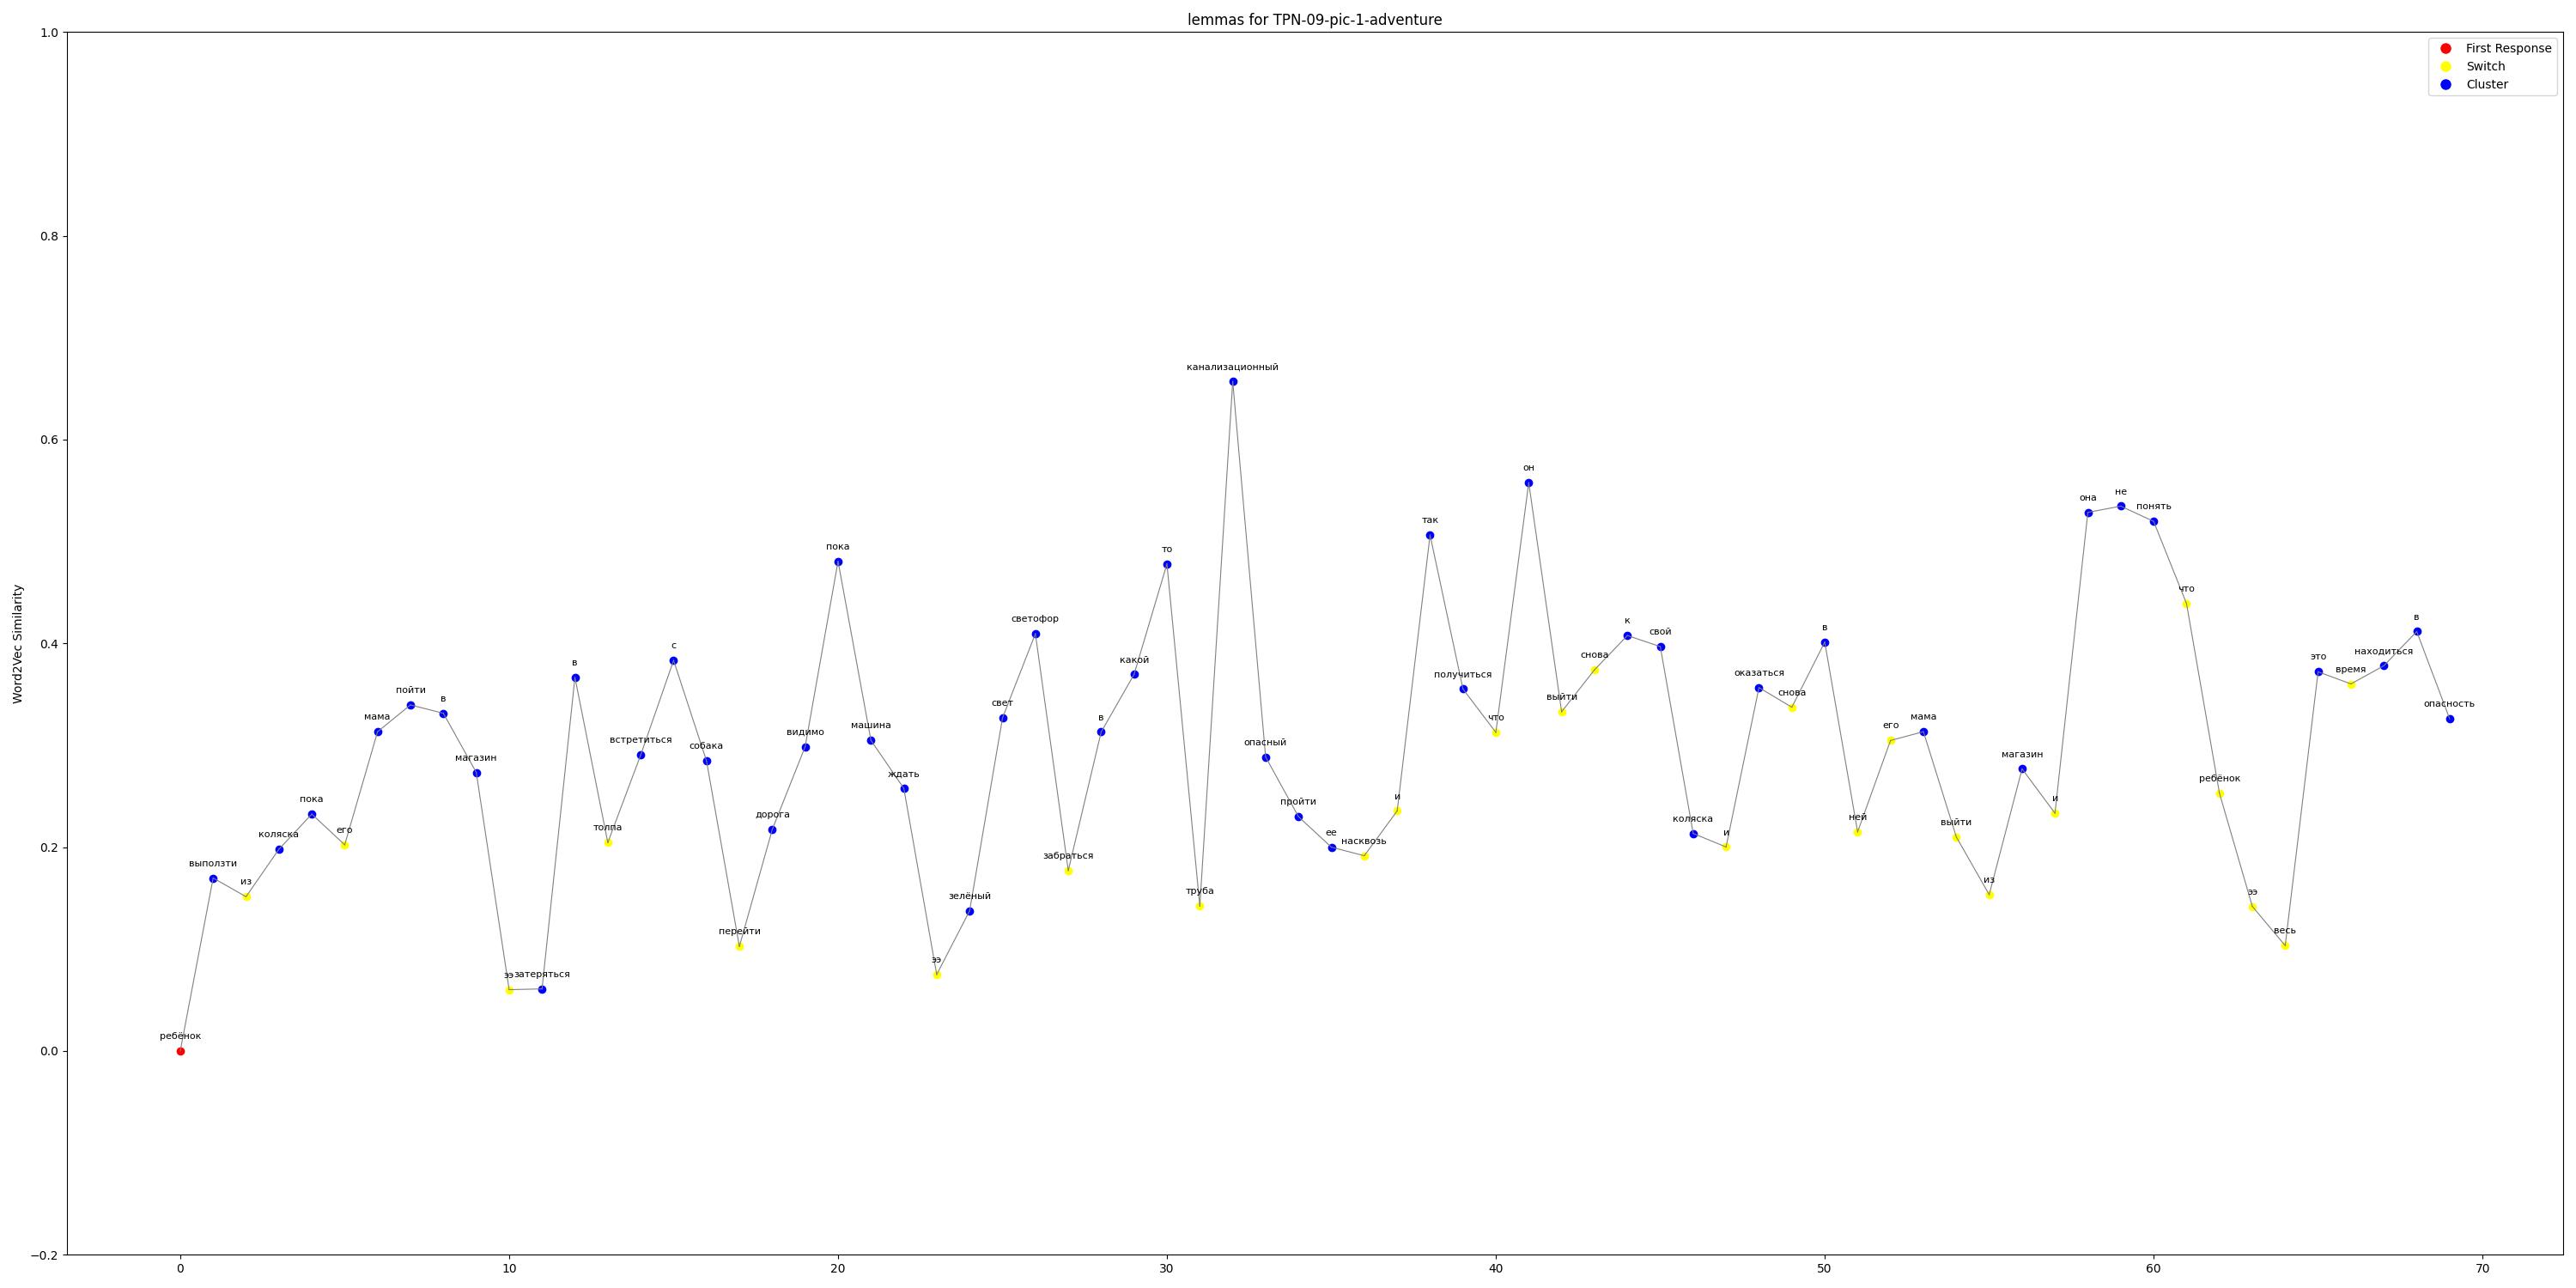 lemmas for TPN-09-pic-1-adventure
First Response
Switch
Cluster
Word2Vec Similarity
1.0
0.8
0.6
0.4
0.2
0.0
−0.2
ребёнок
выползти
из
коляска
пока
его
мама
пойти
в
магазин
ээ
затеряться
в
толпа
встретиться
с
собака
перейти
дорога
видимо
пока
машина
ждать
ээ
зелёный
свет
светофор
забраться
в
какой
то
труба
канализационный
опасный
пройти
ее
насквозь
и
так
получиться
что
он
выйти
снова
к
свой
коляска
и
оказаться
снова
в
ней
его
мама
выйти
из
магазин
и
она
не
понять
что
ребёнок
ээ
весь
это
время
находиться
в
опасность
0
10
20
30
40
50
60
70